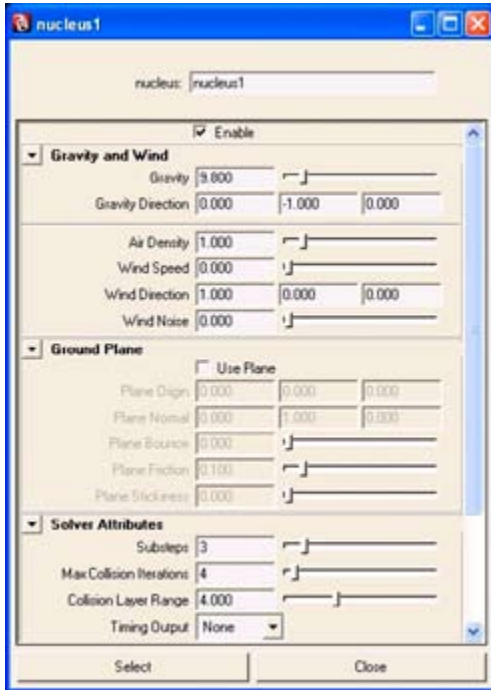 nucleus1
nucleus: nucleus1
Enable
Gravity and Wind
Gravity 9.800
Gravity Direction 0.000 -1.000 0.000
Air Density 1.000
Wind Speed 0.000
Wind Direction 1.000 0.000 0.000
Wind Noise 0.000
Ground Plane
Use Plane
Plane Origin 0.000 0.000 0.000
Plane Normal 0.000 1.000 0.000
Plane Bounce 0.000
Plane Friction 0.100
Plane Stickiness 0.000
Solver Attributes
Substeps 3
Max Collision Iterations 4
Collision Layer Range 4.000
Timing Output None
Select Close